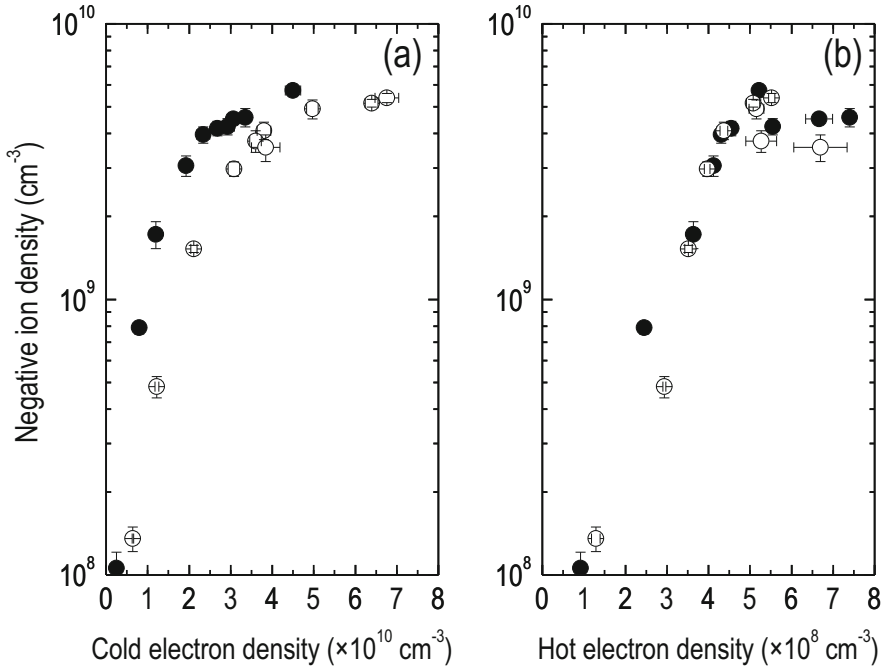 Negative ion density (cm⁻³)
10¹⁰
10⁹
10⁸
(a)
0 1 2 3 4 5 6 7 8
Cold electron density (×10¹⁰ cm⁻³)
10¹⁰
10⁹
10⁸
(b)
0 1 2 3 4 5 6 7 8
Hot electron density (×10⁸ cm⁻³)